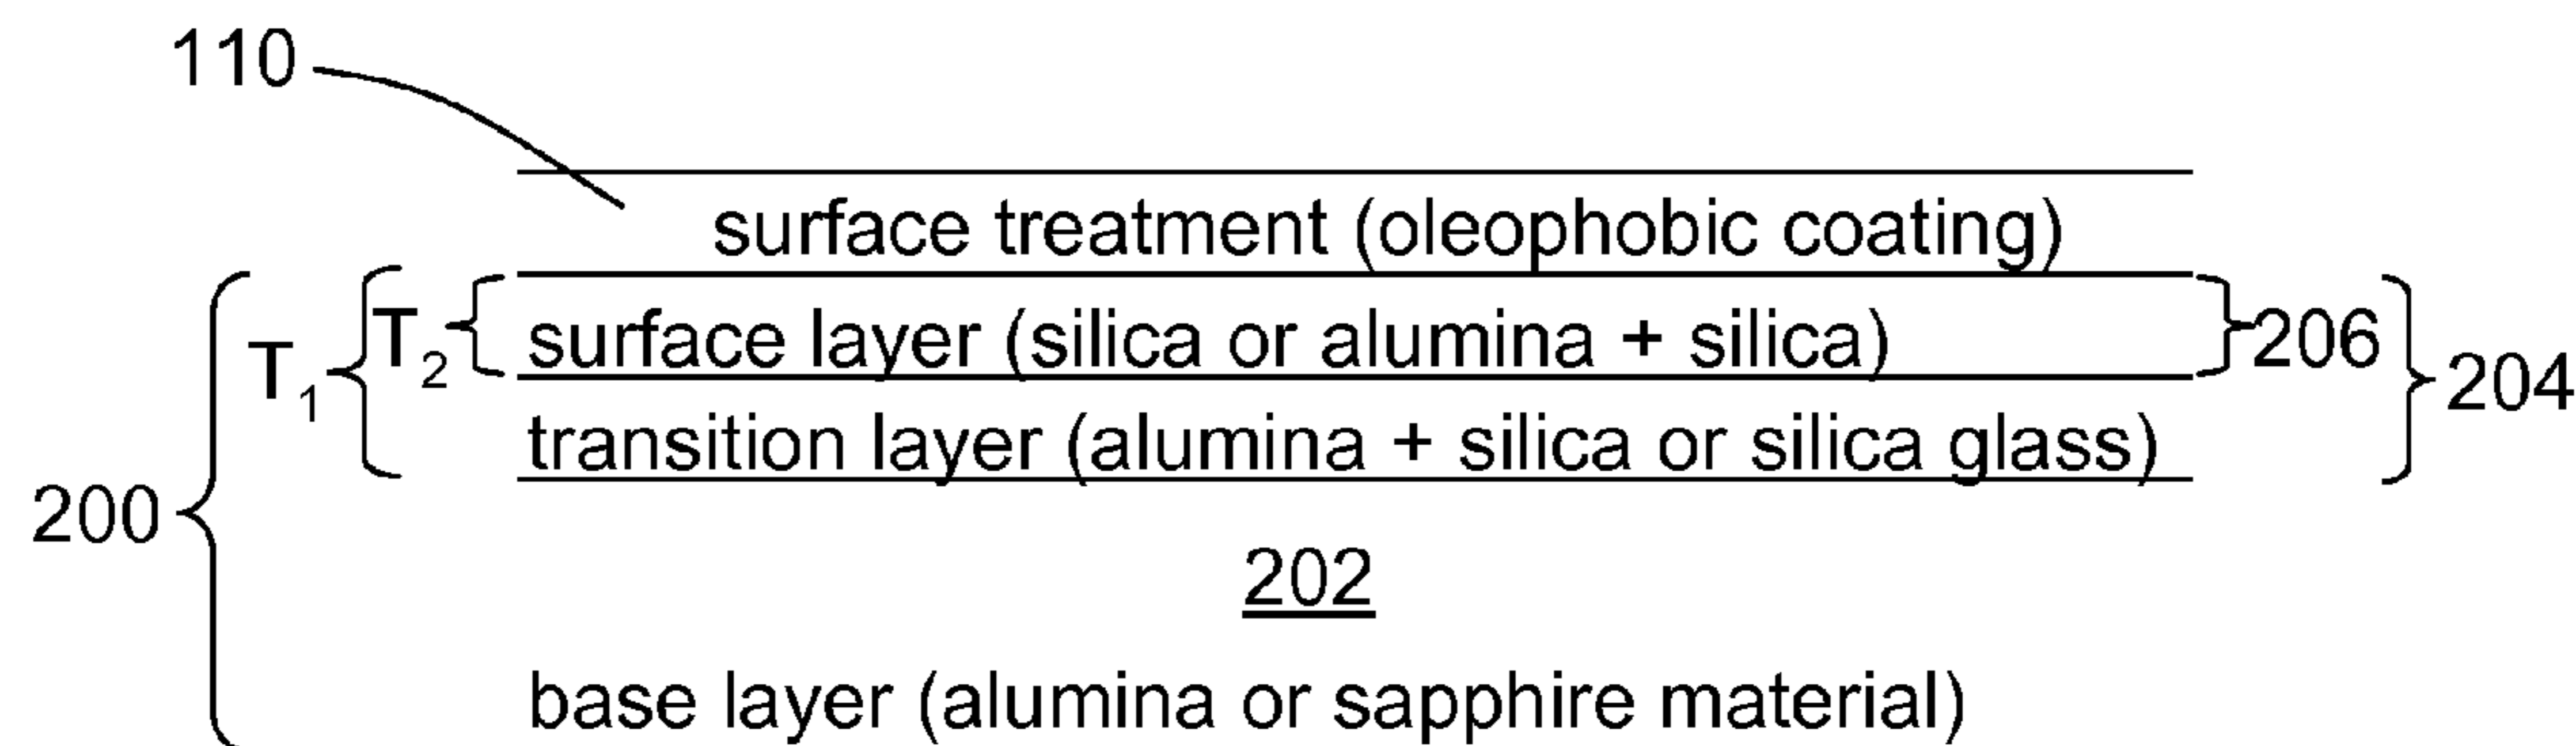 110
surface treatment (oleophobic coating)
T2 surface layer (silica or alumina + silica) 206
T1 204
transition layer (alumina + silica or silica glass)
200
202
base layer (alumina or sapphire material)